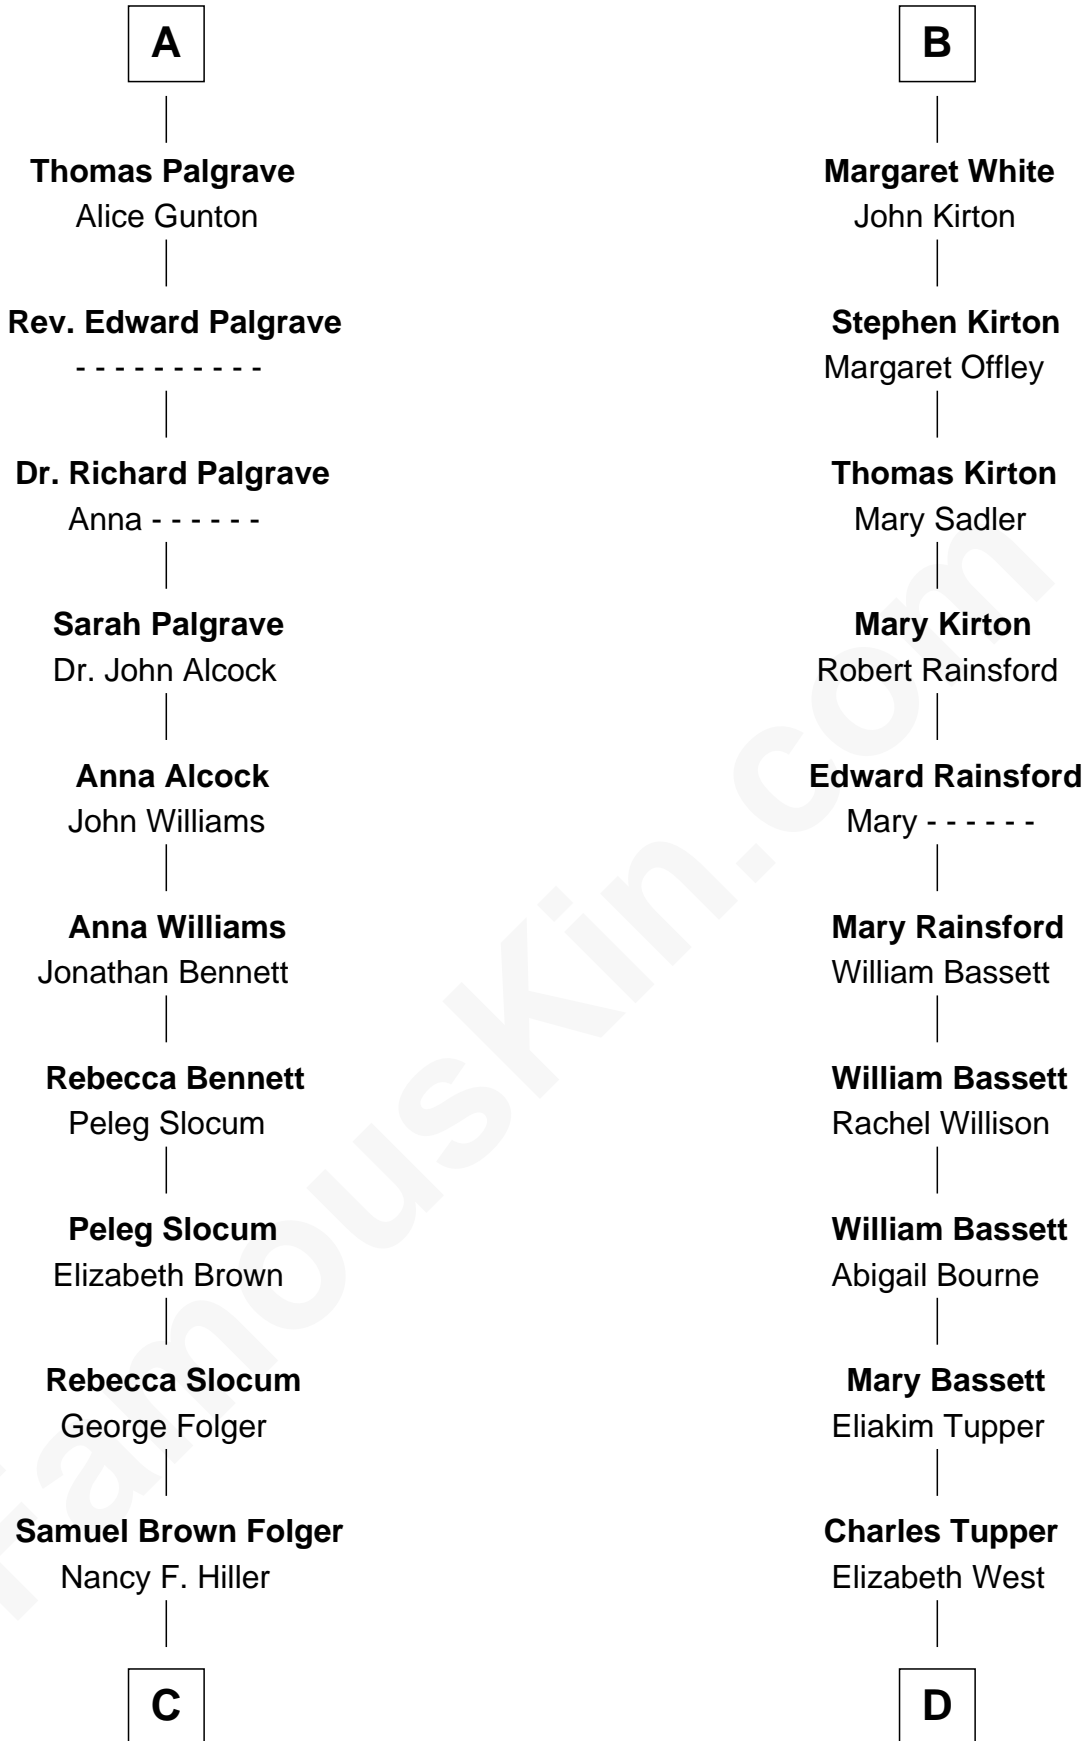 A
Thomas Palgrave
Alice Gunton
Rev. Edward Palgrave
- - - - - - - - - -
Dr. Richard Palgrave
Anna - - - - - -
Sarah Palgrave
Dr. John Alcock
Anna Alcock
John Williams
Anna Williams
Jonathan Bennett
Rebecca Bennett
Peleg Slocum
Peleg Slocum
Elizabeth Brown
Rebecca Slocum
George Folger
Samuel Brown Folger
Nancy F. Hiller
C
B
Margaret White
John Kirton
Stephen Kirton
Margaret Offley
Thomas Kirton
Mary Sadler
Mary Kirton
Robert Rainsford
Edward Rainsford
Mary - - - - - -
Mary Rainsford
William Bassett
William Bassett
Rachel Willison
William Bassett
Abigail Bourne
Mary Bassett
Eliakim Tupper
Charles Tupper
Elizabeth West
D
FamousKin.com